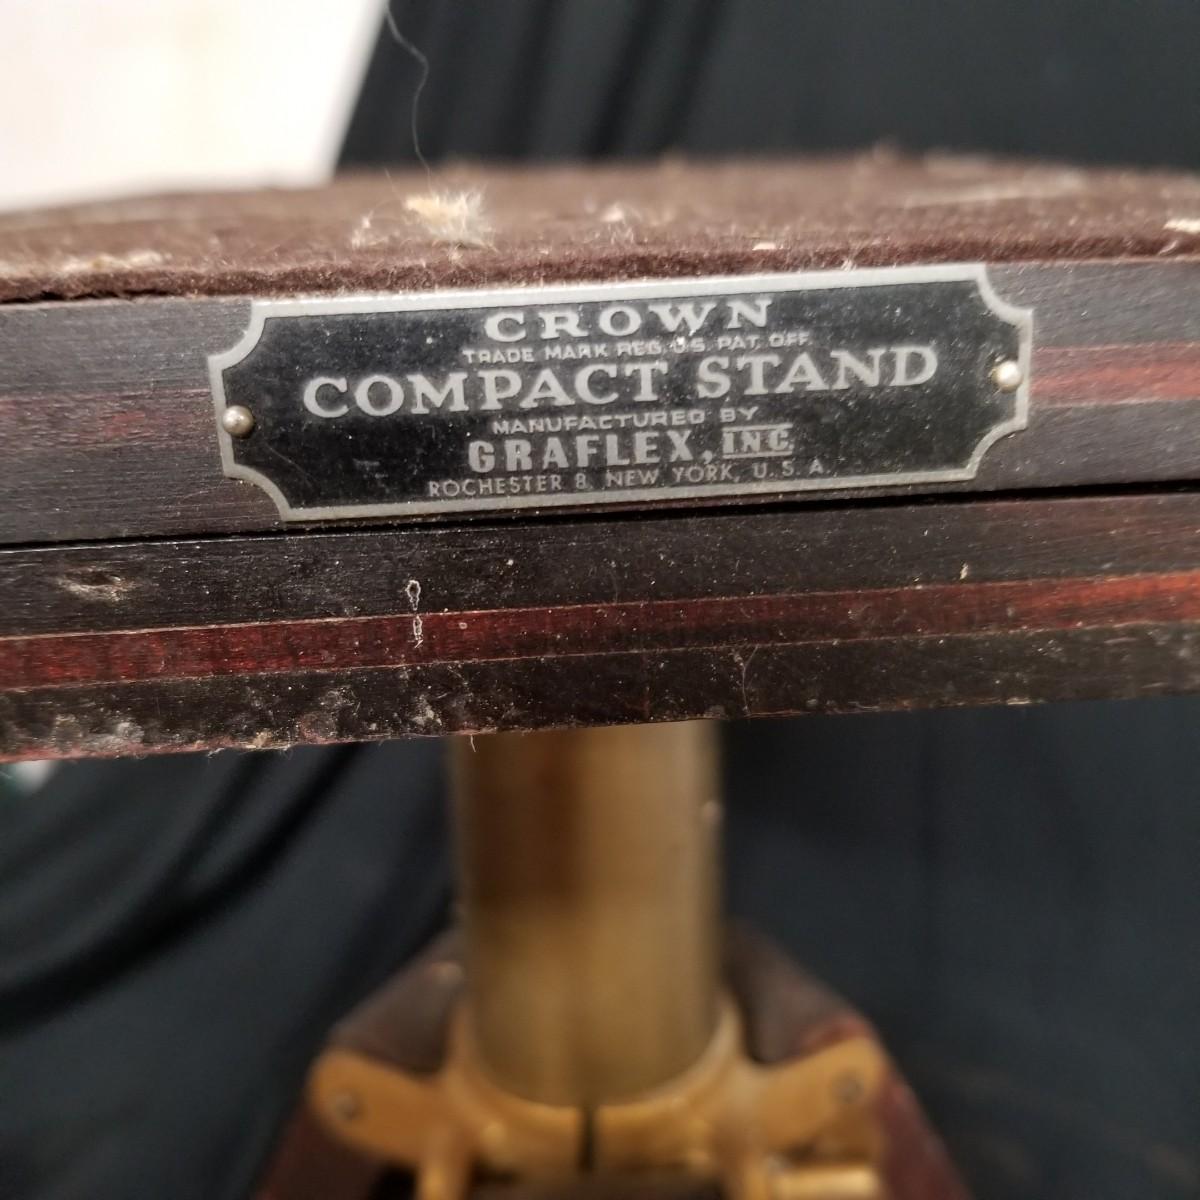 CROWN
TRADE MARK REG. U.S. PAT. OFF.
COMPACT STAND
MANUFACTURED BY
GRAFLEX, INC.
ROCHESTER 8, NEW YORK, U.S.A.